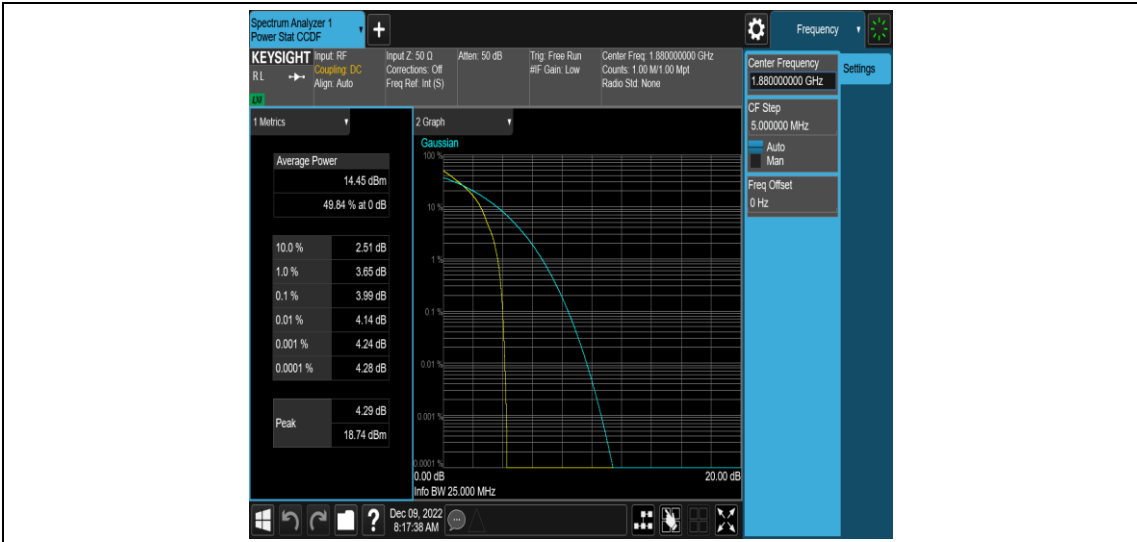 Spectrum Analyzer 1
Power Stat CCDF
+
Frequency
KEYSIGHT
RL
LXI
Input: RF
Coupling: DC
Align: Auto
Input Z: 50 Ω
Corrections: Off
Freq Ref: Int (S)
Atten: 50 dB
Trig: Free Run
#IF Gain: Low
Center Freq: 1.880000000 GHz
Counts: 1.00 M/1.00 Mpt
Radio Std: None
Center Frequency
1.880000000 GHz
Settings
CF Step
5.000000 MHz
Auto
Man
Freq Offset
0 Hz
1 Metrics
Average Power
14.45 dBm
49.84 % at 0 dB
10.0 % 2.51 dB
1.0 % 3.65 dB
0.1 % 3.99 dB
0.01 % 4.14 dB
0.001 % 4.24 dB
0.0001 % 4.28 dB
Peak
4.29 dB
18.74 dBm
2 Graph
Gaussian
100 %
10 %
1 %
0.1 %
0.01 %
0.001 %
0.0001 %
0.00 dB 20.00 dB
Info BW 25.000 MHz
?
Dec 09, 2022
8:17:38 AM